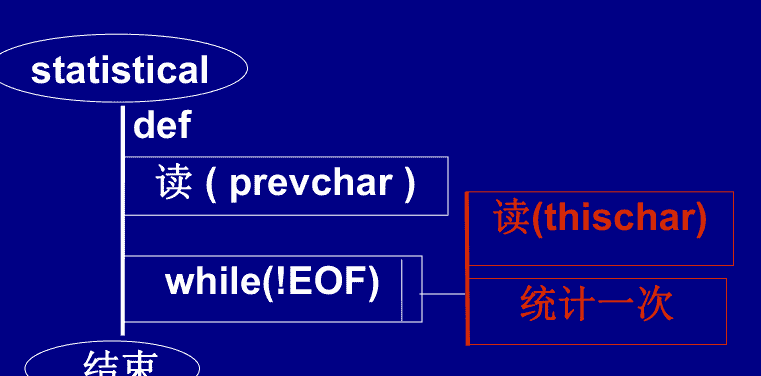 statistical
def
读 ( prevchar )
while(!EOF)
读(thischar)
统计一次
结束